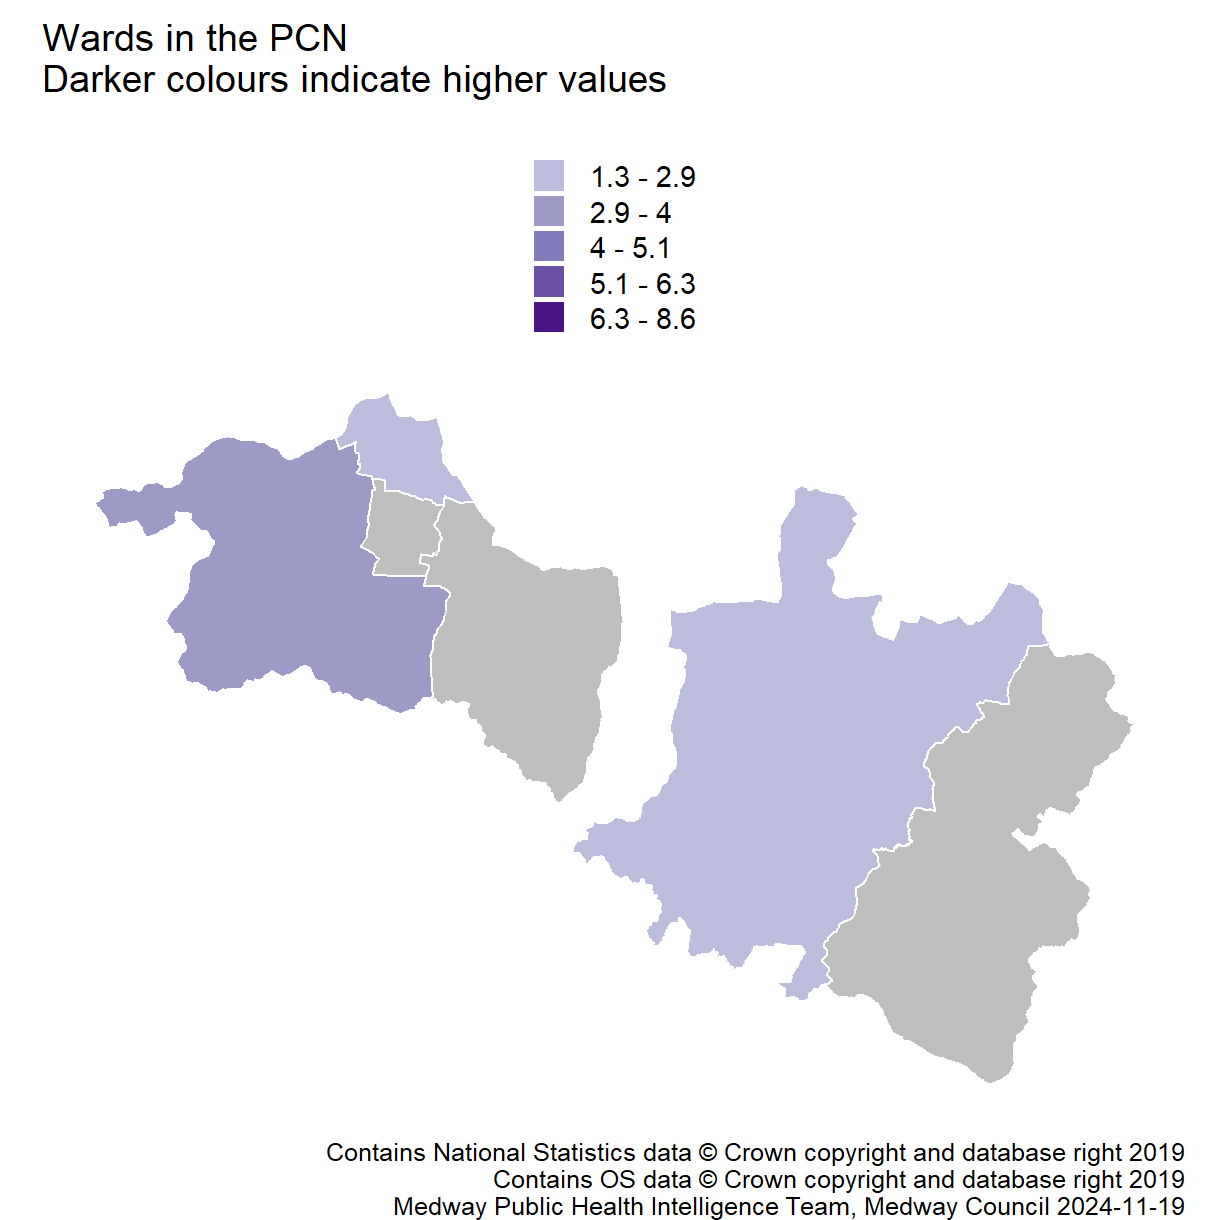 Wards in the PCN
Darker colours indicate higher values
1.3 - 2.9
2.9 - 4
4 - 5.1
5.1 - 6.3
6.3 - 8.6
Contains National Statistics data © Crown copyright and database right 2019
Contains OS data © Crown copyright and database right 2019
Medway Public Health Intelligence Team, Medway Council 2024-11-19